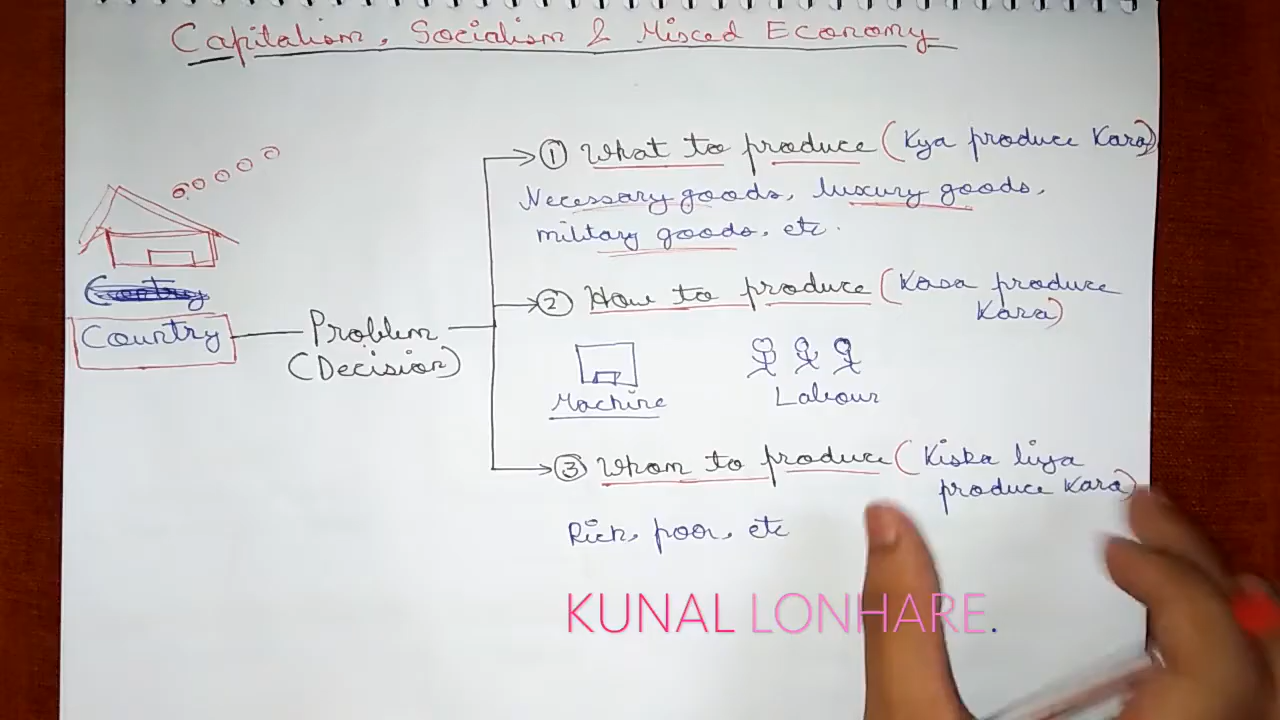 Capitalism, Socialism & Mixed Economy
Country
Problem
(Decision)
① What to produce (Kya produce Kara)
Necessary goods, luxury goods,
military goods, etc.
② How to produce (Kasa produce
Kara)
Machine
Labour
③ Whom to produce (Kiska liya
produce Kara)
Rich, poor, etc
KUNAL LONHARE.